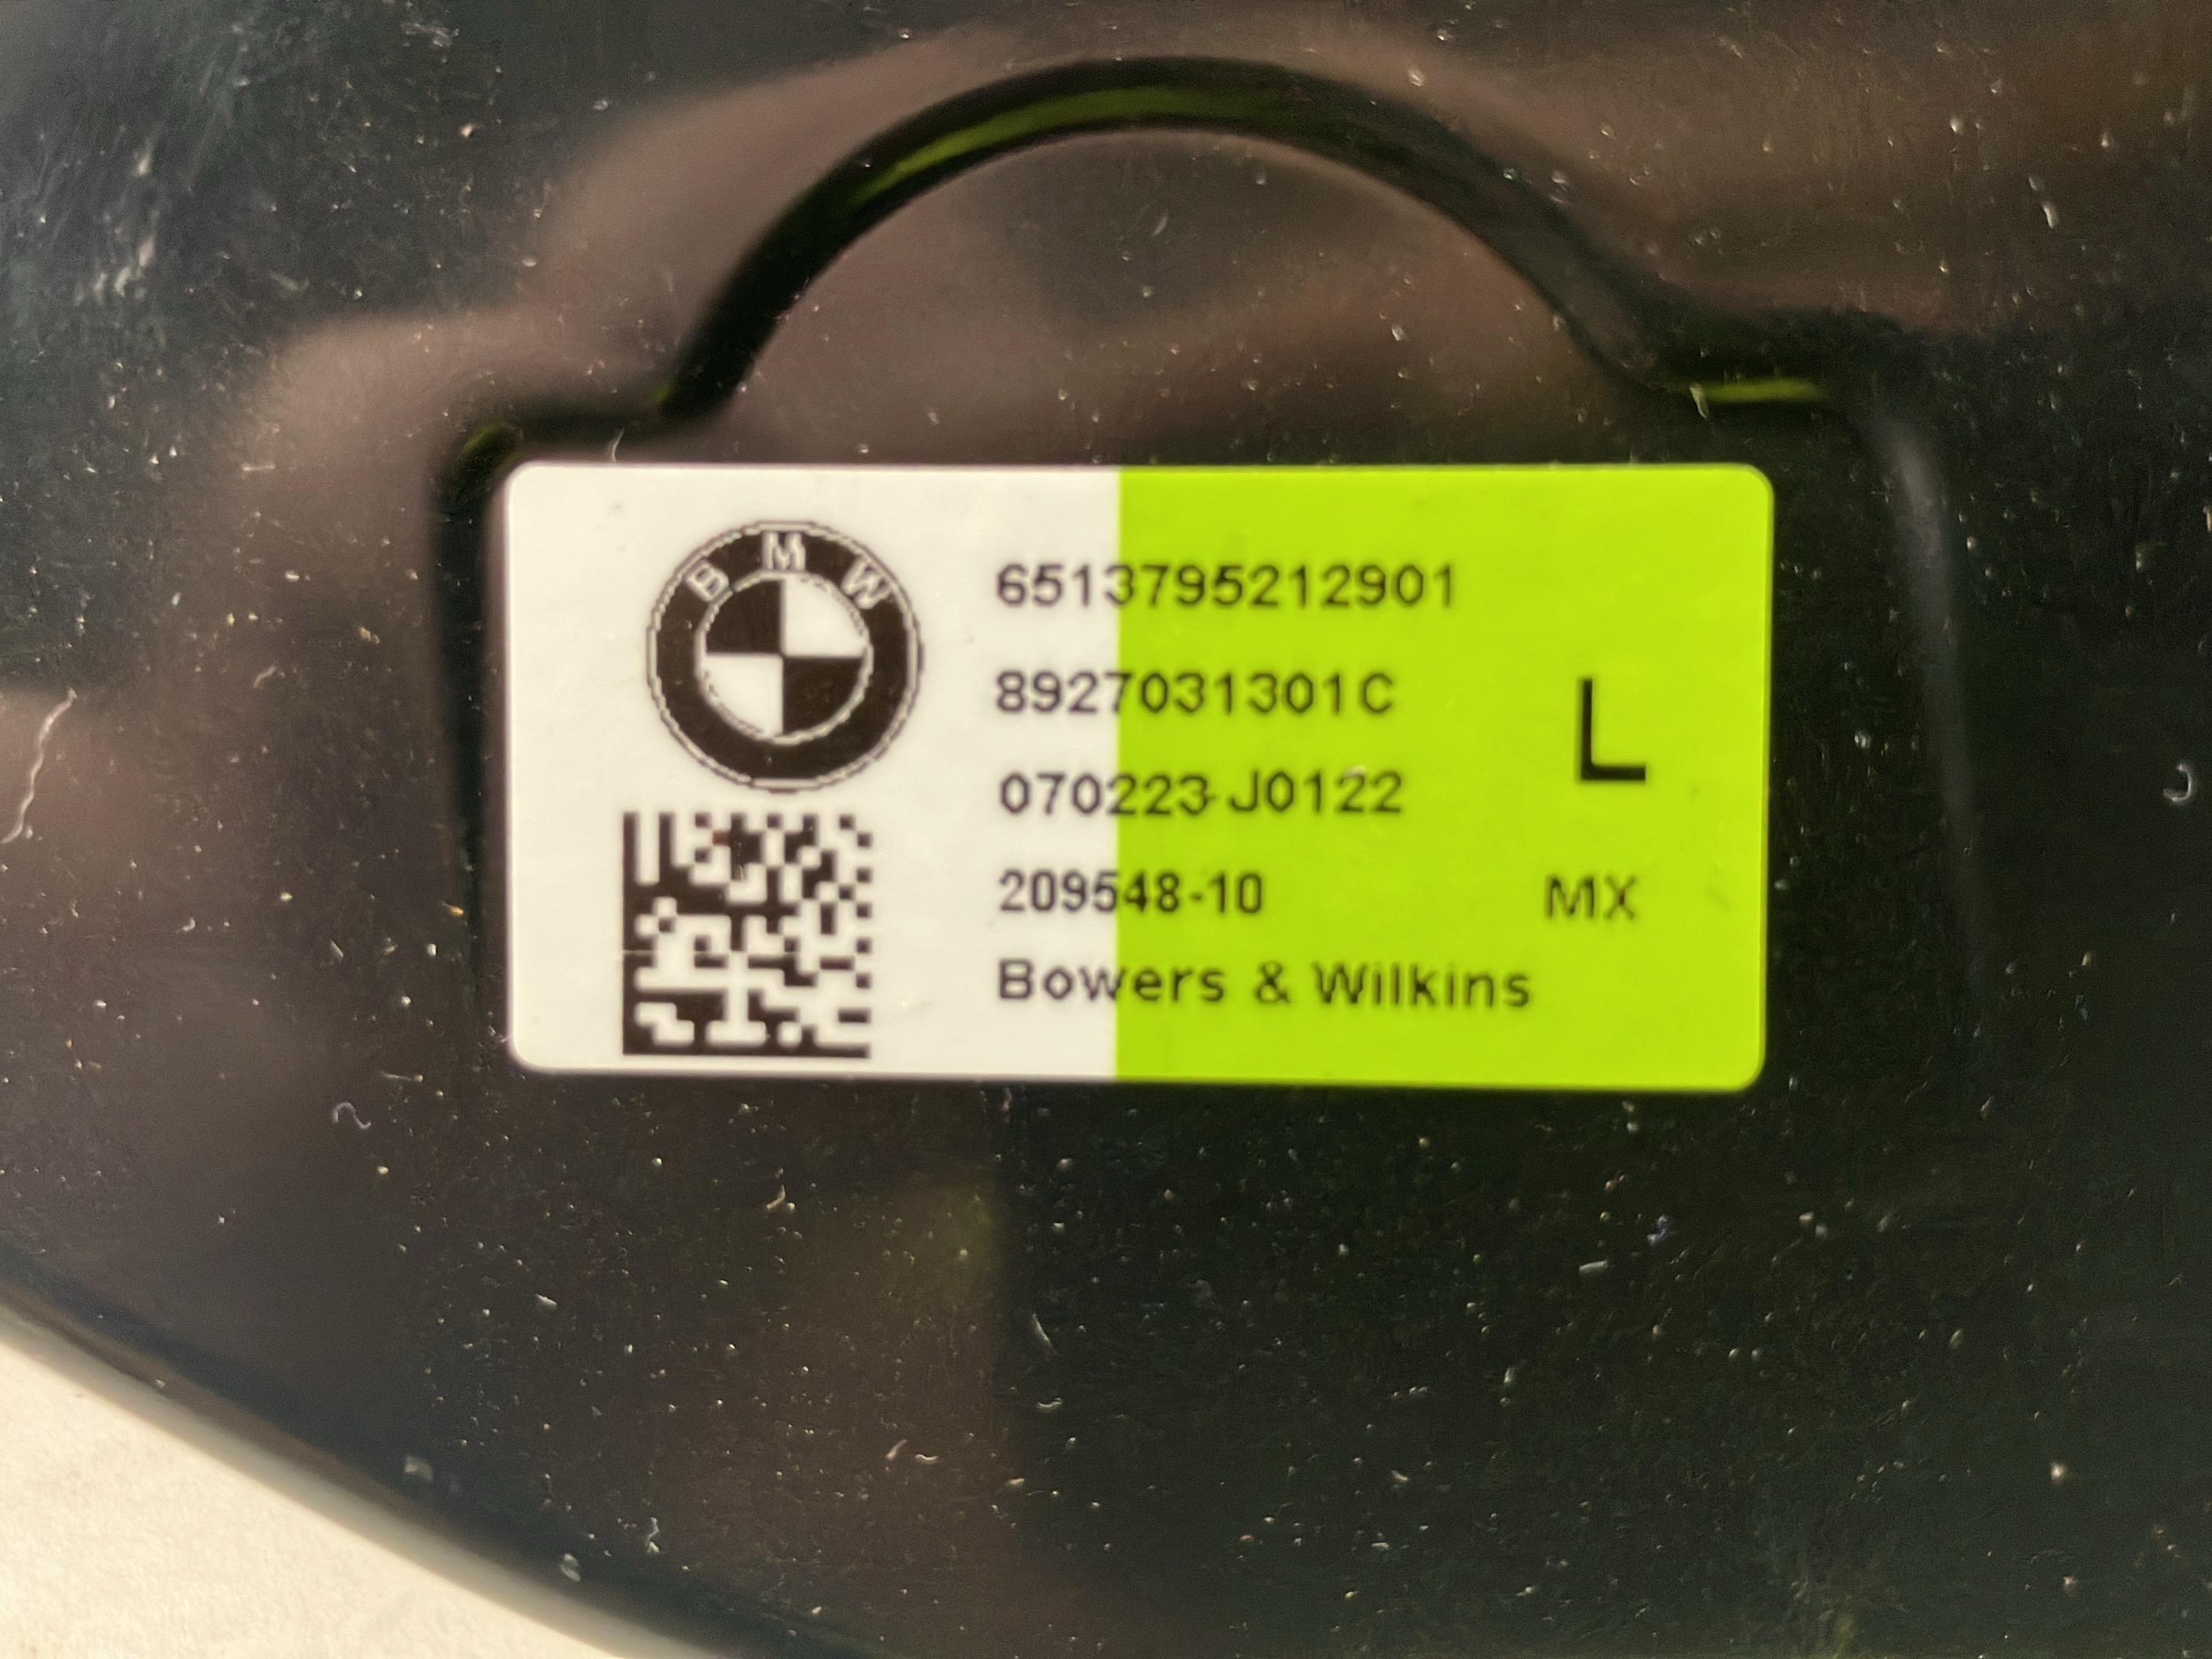 BMW
6513795212901
8927031301C
070223-J0122
L
209548-10
MX
Bowers & Wilkins